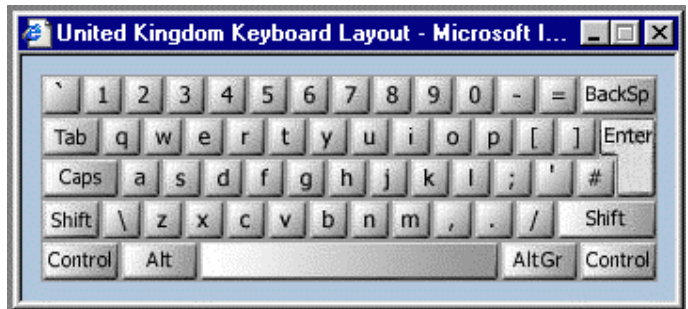 United Kingdom Keyboard Layout - Microsoft I...
` 1 2 3 4 5 6 7 8 9 0 - = BackSp
Tab q w e r t y u i o p [ ] Enter
Caps a s d f g h j k l ; ' #
Shift \ z x c v b n m , . / Shift
Control Alt AltGr Control